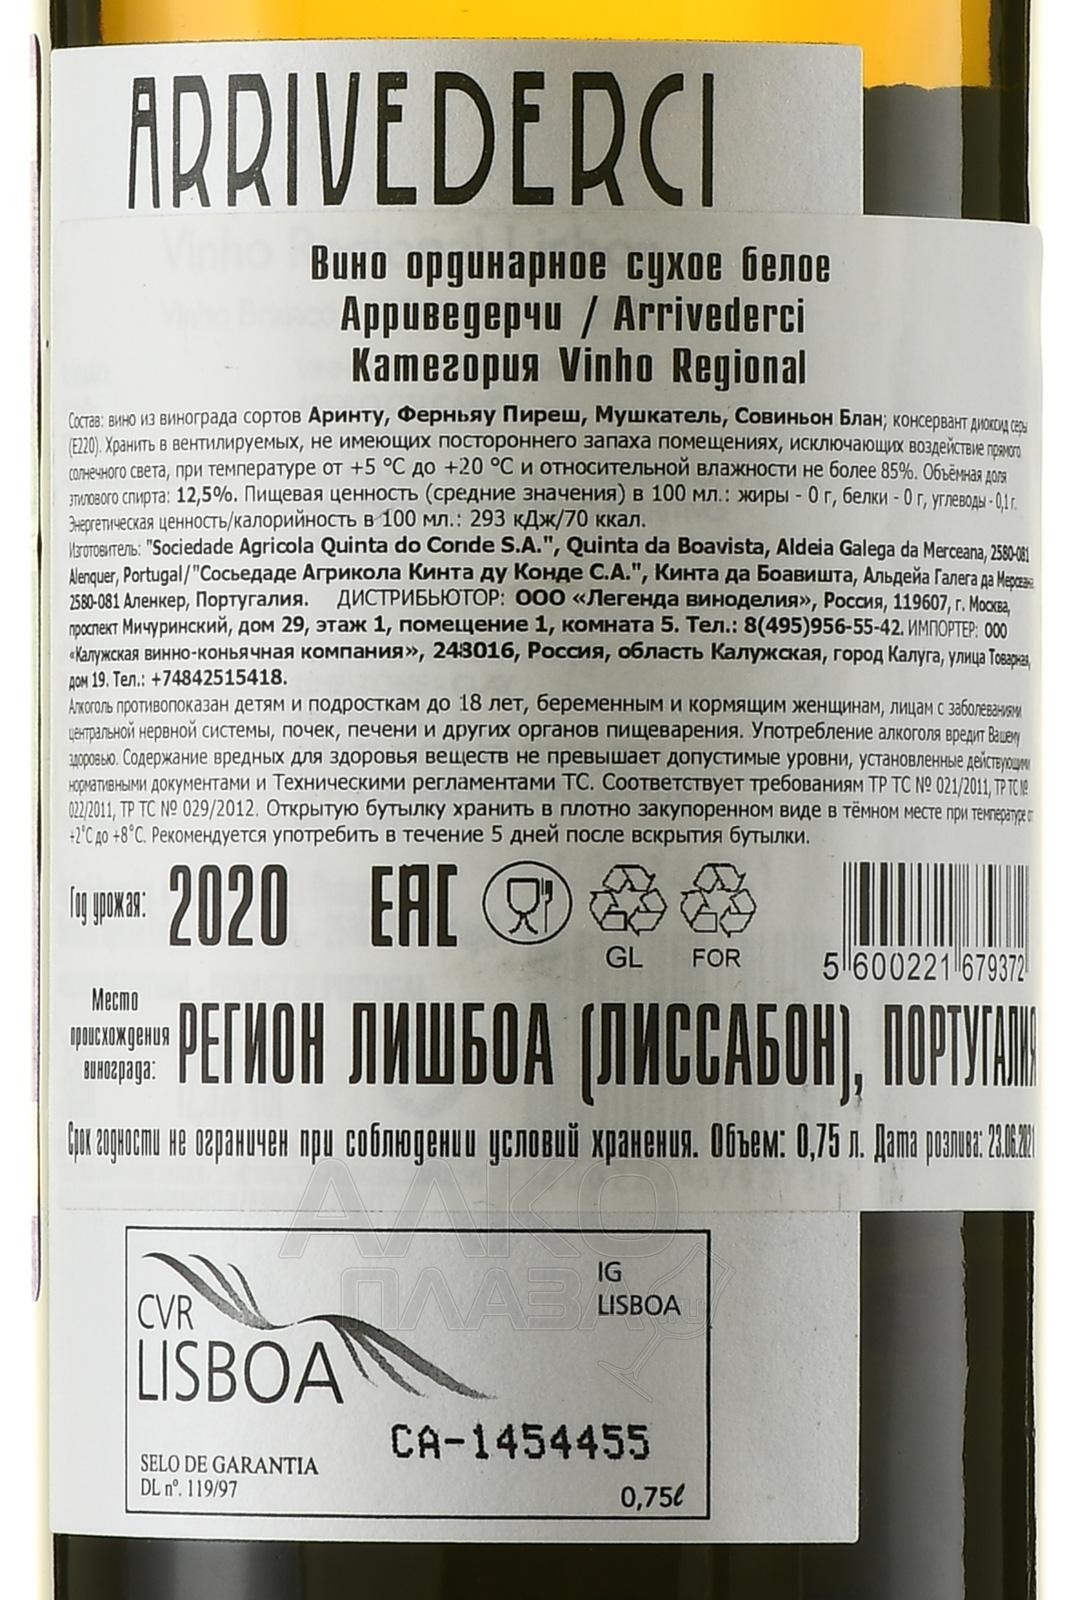 ARRIVEDERCI
Вино ординарное сухое белое
Арриведерчи / Arrivederci
Категория Vinho Regional
Состав: вино из винограда сортов Аринту, Ферньяу Пиреш, Мушкатель, Совиньон Блан; консервант диоксид серы
(E220). Хранить в вентилируемых, не имеющих постороннего запаха помещениях, исключающих воздействие прямого
солнечного света, при температуре от +5 °C до +20 °C и относительной влажности не более 85%. Объёмная доля
этилового спирта: 12,5%. Пищевая ценность (средние значения) в 100 мл.: жиры - 0 г, белки - 0 г, углеводы - 0,1 г.
Энергетическая ценность/калорийность в 100 мл.: 293 кДж/70 ккал.
Изготовитель: "Sociedade Agricola Quinta do Conde S.A.", Quinta da Boavista, Aldeia Galega da Merceana, 2580-081
Alenquer, Portugal/"Сосьедаде Агрикола Кинта ду Конде С.А.", Кинта да Боавишта, Альдейа Галега да Мерсеана
2580-081 Аленкер, Португалия. ДИСТРИБЬЮТОР: ООО «Легенда виноделия», Россия, 119607, г. Москва,
проспект Мичуринский, дом 29, этаж 1, помещение 1, комната 5. Тел.: 8(495)956-55-42. ИМПОРТЕР: ООО
«Калужская винно-коньячная компания», 248016, Россия, область Калужская, город Калуга, улица Товарная,
дом 19. Тел.: +74842515418.
Алкоголь противопоказан детям и подросткам до 18 лет, беременным и кормящим женщинам, лицам с заболеваниями
центральной нервной системы, почек, печени и других органов пищеварения. Употребление алкоголя вредит Вашему
здоровью. Содержание вредных для здоровья веществ не превышает допустимые уровни, установленные действующими
нормативными документами и Техническими регламентами ТС. Соответствует требованиям ТР ТС № 021/2011, ТР ТС №
022/2011, ТР ТС № 029/2012. Открытую бутылку хранить в плотно закупоренном виде в тёмном месте при температуре от
+2°C до +8°C. Рекомендуется употребить в течение 5 дней после вскрытия бутылки.
Год урожая: 2020 EAC
GL FOR
5 600221 679372
Место
происхождения
винограда:
РЕГИОН ЛИШБОА (ЛИССАБОН), ПОРТУГАЛИЯ
Срок годности не ограничен при соблюдении условий хранения. Объем: 0,75 л. Дата розлива: 23.06.2021
АЛКО
ПЛАЗА.ru
CVR
LISBOA
IG
LISBOA
CA-1454455
SELO DE GARANTIA
DL nº. 119/97
0,75ℓ